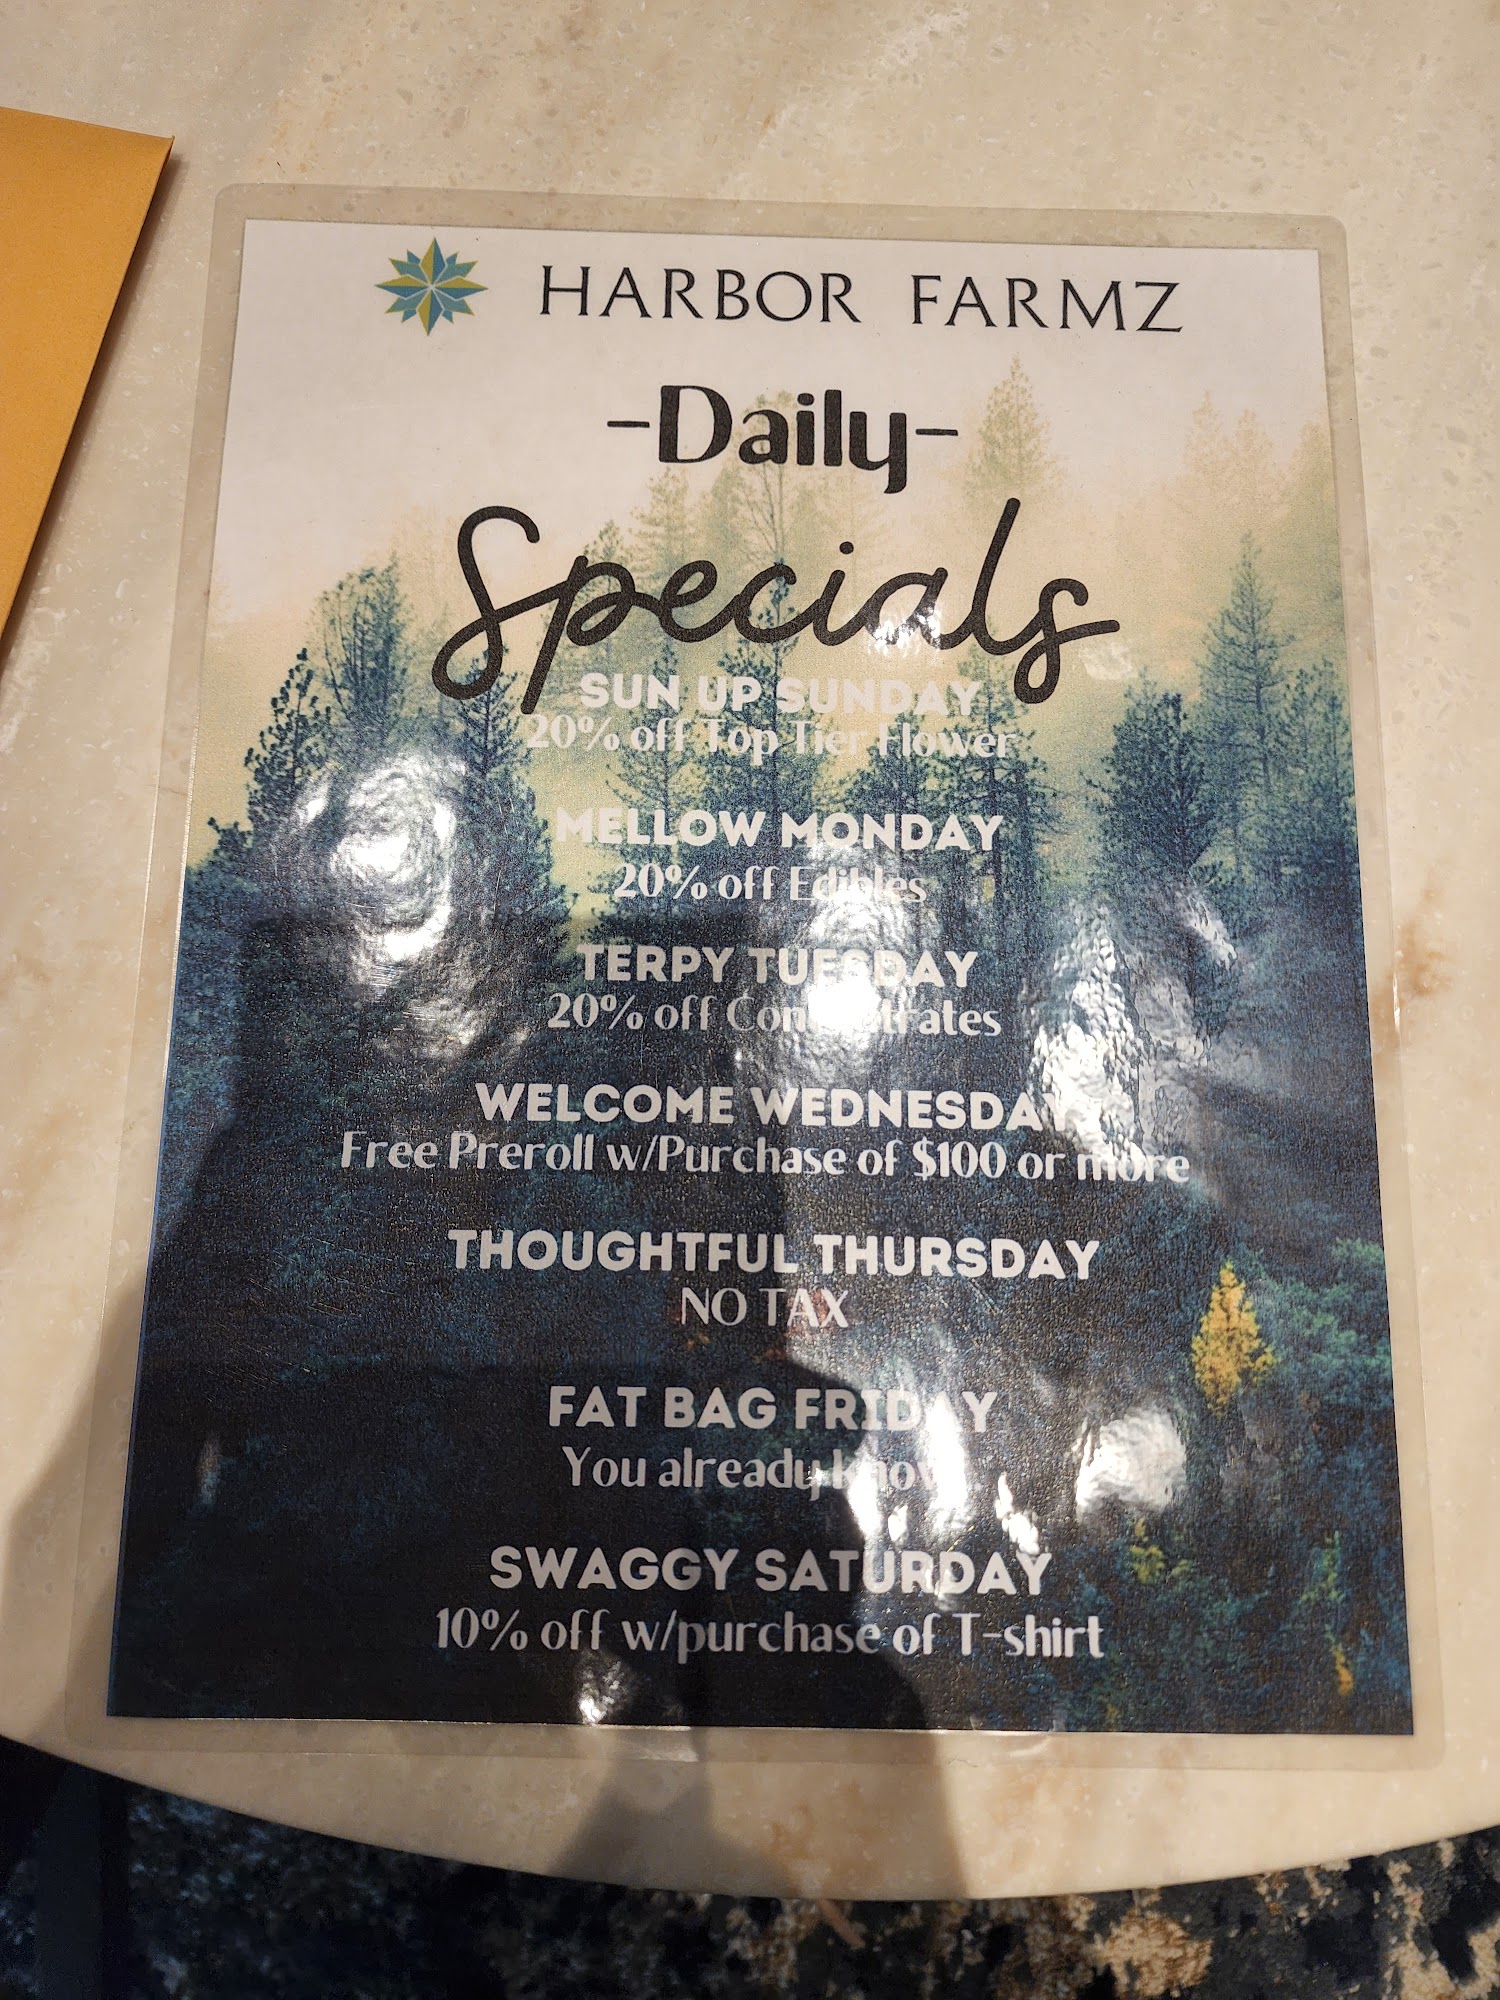 HARBOR FARMZ
-Daily-
Specials
SUN UP SUNDAY
20% off Top Tier Flower
MELLOW MONDAY
20% off Edibles
TERPY TUESDAY
20% off Concentrates
WELCOME WEDNESDAY
Free Preroll w/Purchase of $100 or more
THOUGHTFUL THURSDAY
NO TAX
FAT BAG FRIDAY
You already know
SWAGGY SATURDAY
10% off w/purchase of T-shirt